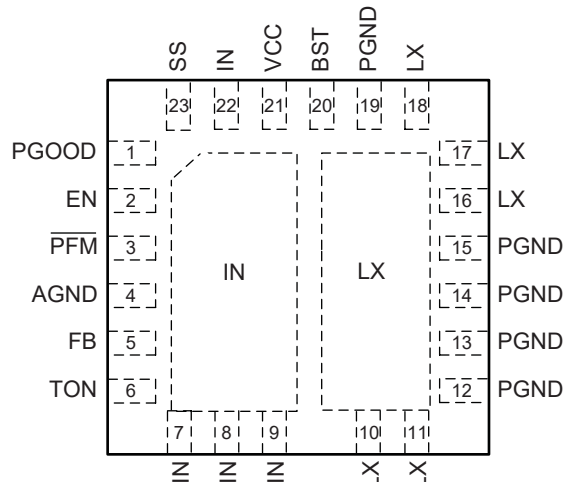 SS IN VCC BST PGND LX
23 22 21 20 19 18
PGOOD 1 17 LX
EN 2 16 LX
PFM 3 15 PGND
IN LX
AGND 4 14 PGND
FB 5 13 PGND
TON 6 12 PGND
7 8 9 10 11
IN IN IN LX LX